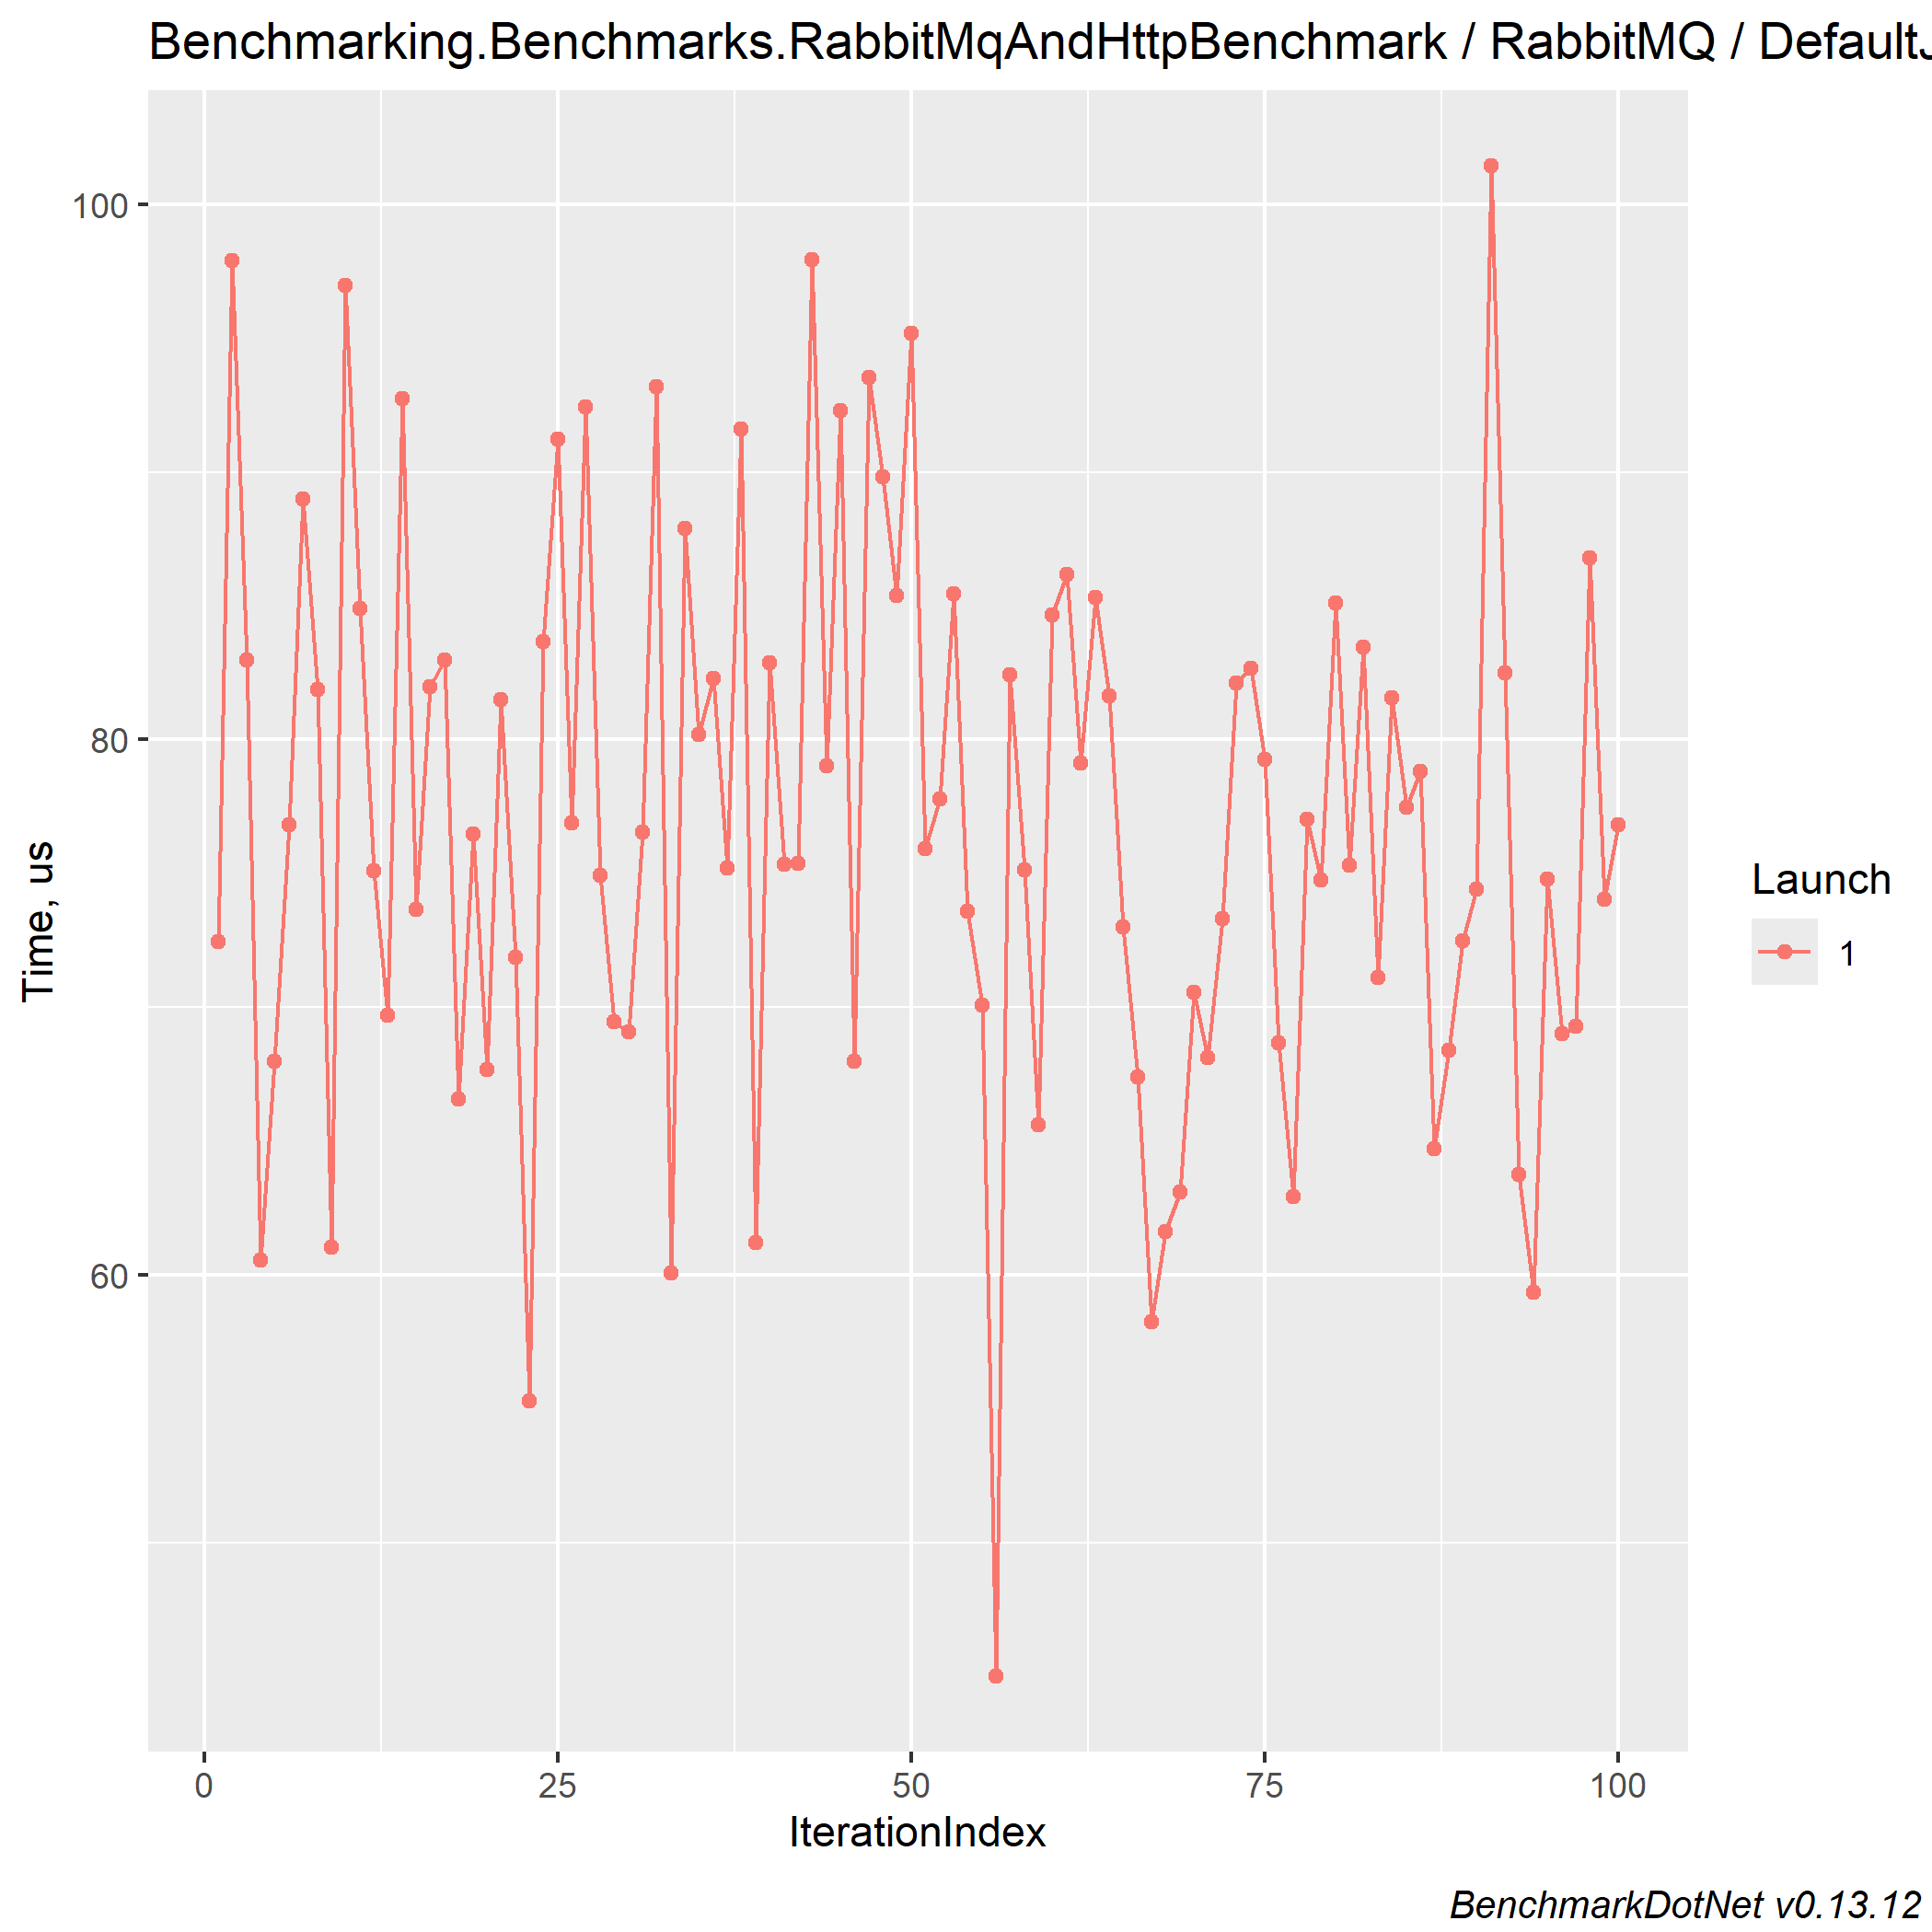 Benchmarking.Benchmarks.RabbitMqAndHttpBenchmark / RabbitMQ / Default
100
80
60
Time, us
0 25 50 75 100
IterationIndex
Launch
1
BenchmarkDotNet v0.13.12